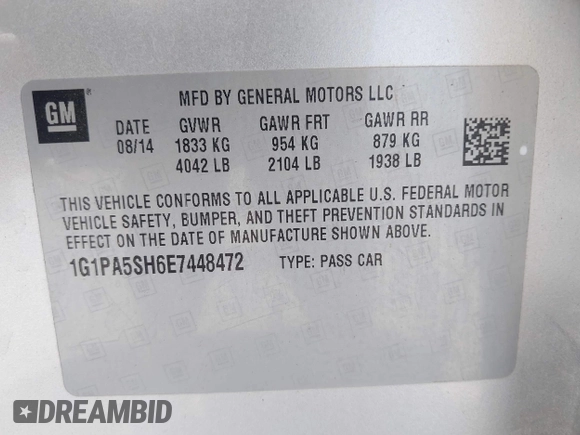 GM
MFD BY GENERAL MOTORS LLC
DATE GVWR GAWR FRT GAWR RR
08/14 1833 KG 954 KG 879 KG
4042 LB 2104 LB 1938 LB
THIS VEHICLE CONFORMS TO ALL APPLICABLE U.S. FEDERAL MOTOR
VEHICLE SAFETY, BUMPER, AND THEFT PREVENTION STANDARDS IN
EFFECT ON THE DATE OF MANUFACTURE SHOWN ABOVE.
1G1PA5SH6E7448472 TYPE: PASS CAR
DREAMBID